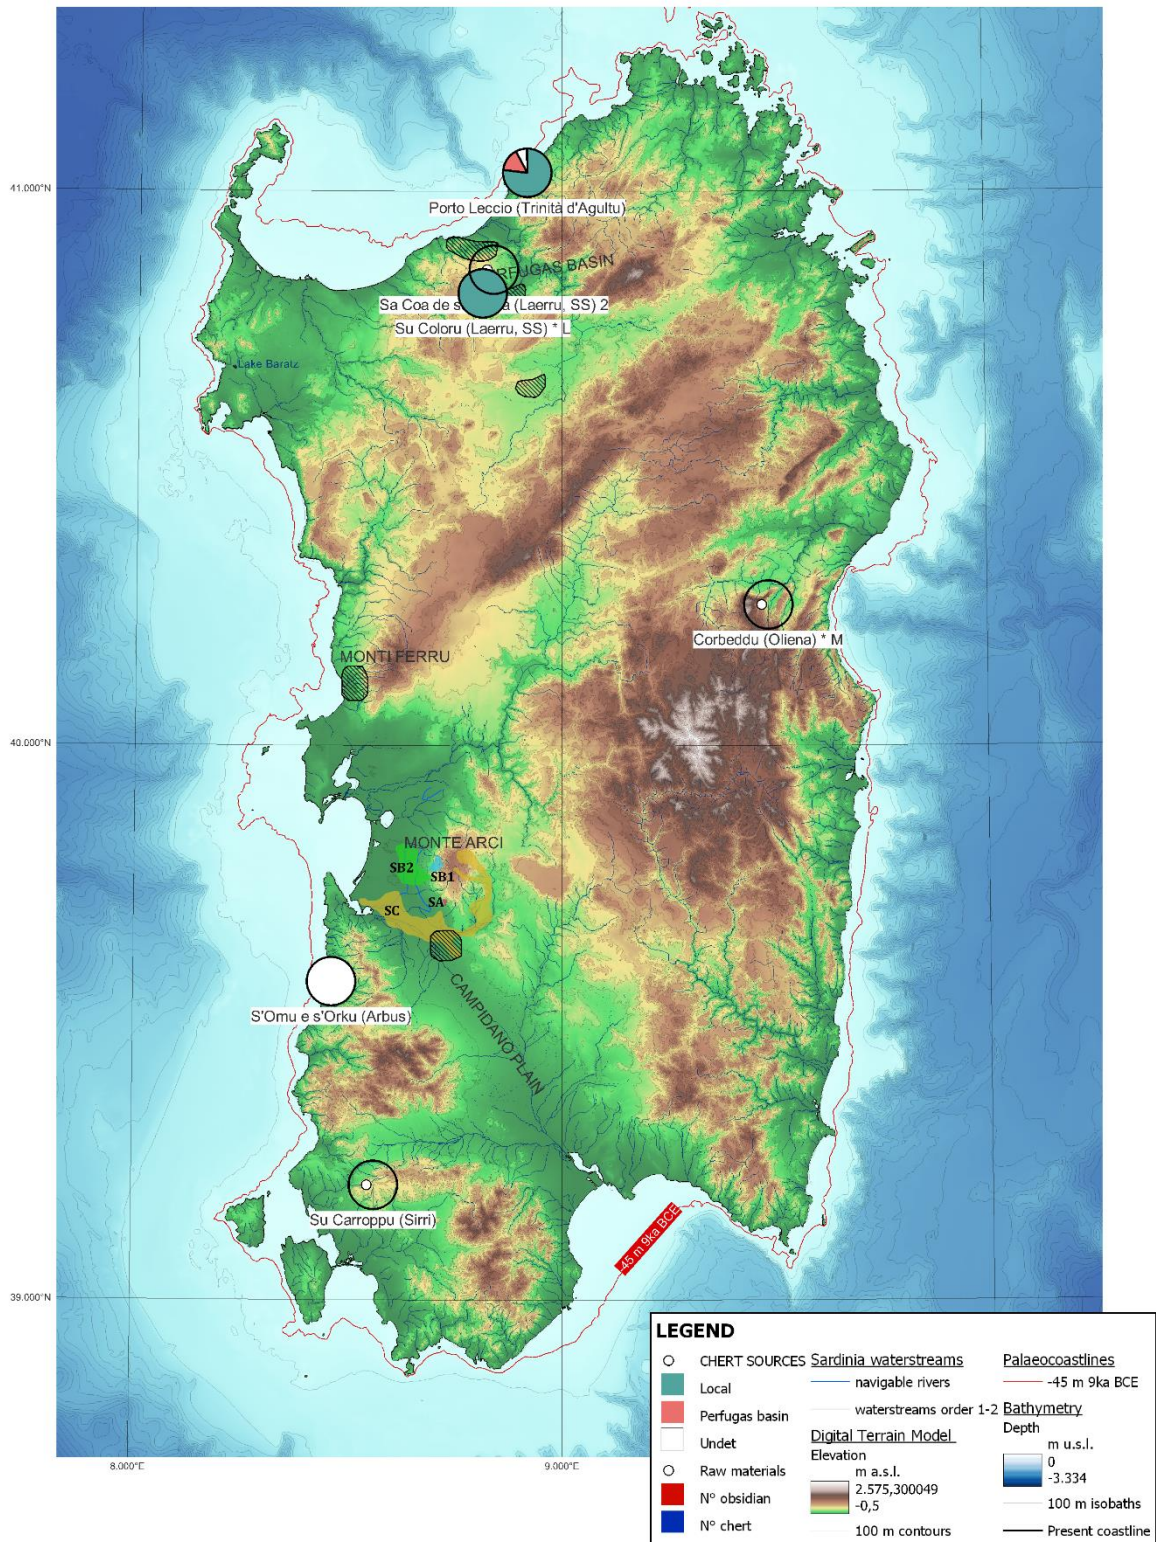 41.000°N
Porto Leccio (Trinità d'Agultu)
RFUGAS BASIN
Sa Coa de s a (Laerru, SS) 2
Su Coloru (Laerru, SS) * L
Lake Baratz
Corbeddu (Oliena) * M
MONTI FERRU
40.000°N
MONTE ARCI
SB2
SB1
SA
SC
CAMPIDANO PLAIN
S'Omu e s'Orku (Arbus)
Su Carroppu (Sirri)
-45 m 9ka BCE
39.000°N
8.000°E
9.000°E
LEGEND
CHERT SOURCES
Local
Perfugas basin
Undet
Raw materials
N° obsidian
N° chert
Sardinia waterstreams
navigable rivers
waterstreams order 1-2
Digital Terrain Model
Elevation
m a.s.l.
2.575,300049
-0,5
100 m contours
Palaeocoastlines
-45 m 9ka BCE
Bathymetry
Depth
m u.s.l.
0
-3.334
100 m isobaths
Present coastline